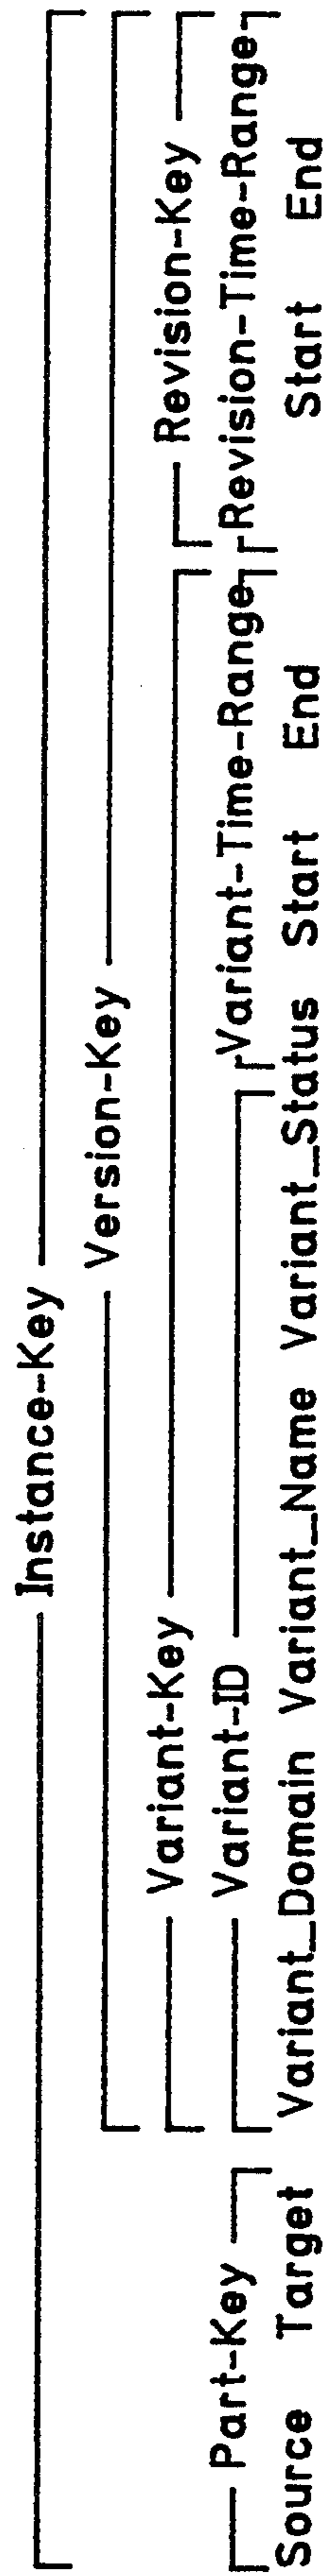 Instance-Key
Version-Key
Variant-Key Revision-Key
Part-Key Variant-ID Variant-Time-Range Revision-Time-Range
Source Target Variant_Domain Variant_Name Variant_Status Start End Start End